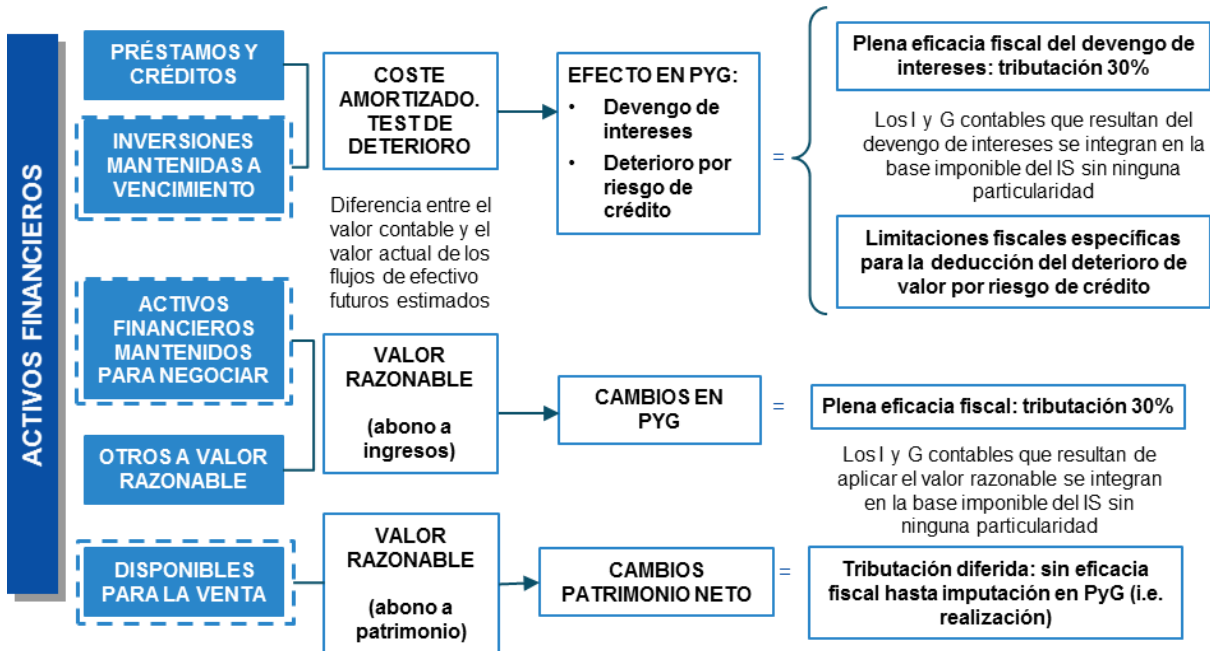 ACTIVOS FINANCIEROS
PRÉSTAMOS Y
CRÉDITOS
INVERSIONES
MANTENIDAS A
VENCIMIENTO
COSTE
AMORTIZADO.
TEST DE
DETERIORO
Diferencia entre el
valor contable y el
valor actual de los
flujos de efectivo
futuros estimados
EFECTO EN PYG:
• Devengo de
intereses
• Deterioro por
riesgo de
crédito
=
Plena eficacia fiscal del devengo de
intereses: tributación 30%
Los I y G contables que resultan del
devengo de intereses se integran en la
base imponible del IS sin ninguna
particularidad
Limitaciones fiscales específicas
para la deducción del deterioro de
valor por riesgo de crédito
ACTIVOS
FINANCIEROS
MANTENIDOS
PARA NEGOCIAR
OTROS A VALOR
RAZONABLE
VALOR
RAZONABLE
(abono a
ingresos)
CAMBIOS EN
PYG
=
Plena eficacia fiscal: tributación 30%
Los I y G contables que resultan de
aplicar el valor razonable se integran
en la base imponible del IS sin
ninguna particularidad
DISPONIBLES
PARA LA VENTA
VALOR
RAZONABLE
(abono a
patrimonio)
CAMBIOS
PATRIMONIO NETO
=
Tributación diferida: sin eficacia
fiscal hasta imputación en PyG (i.e.
realización)